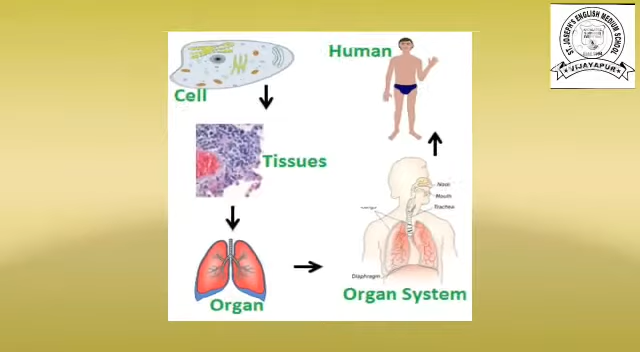 Cell
Tissues
Organ
Organ System
Nose
Mouth
Trachea
Diaphragm
Human
ST. JOSEPH'S ENGLISH MEDIUM SCHOOL
VIJAYAPUR